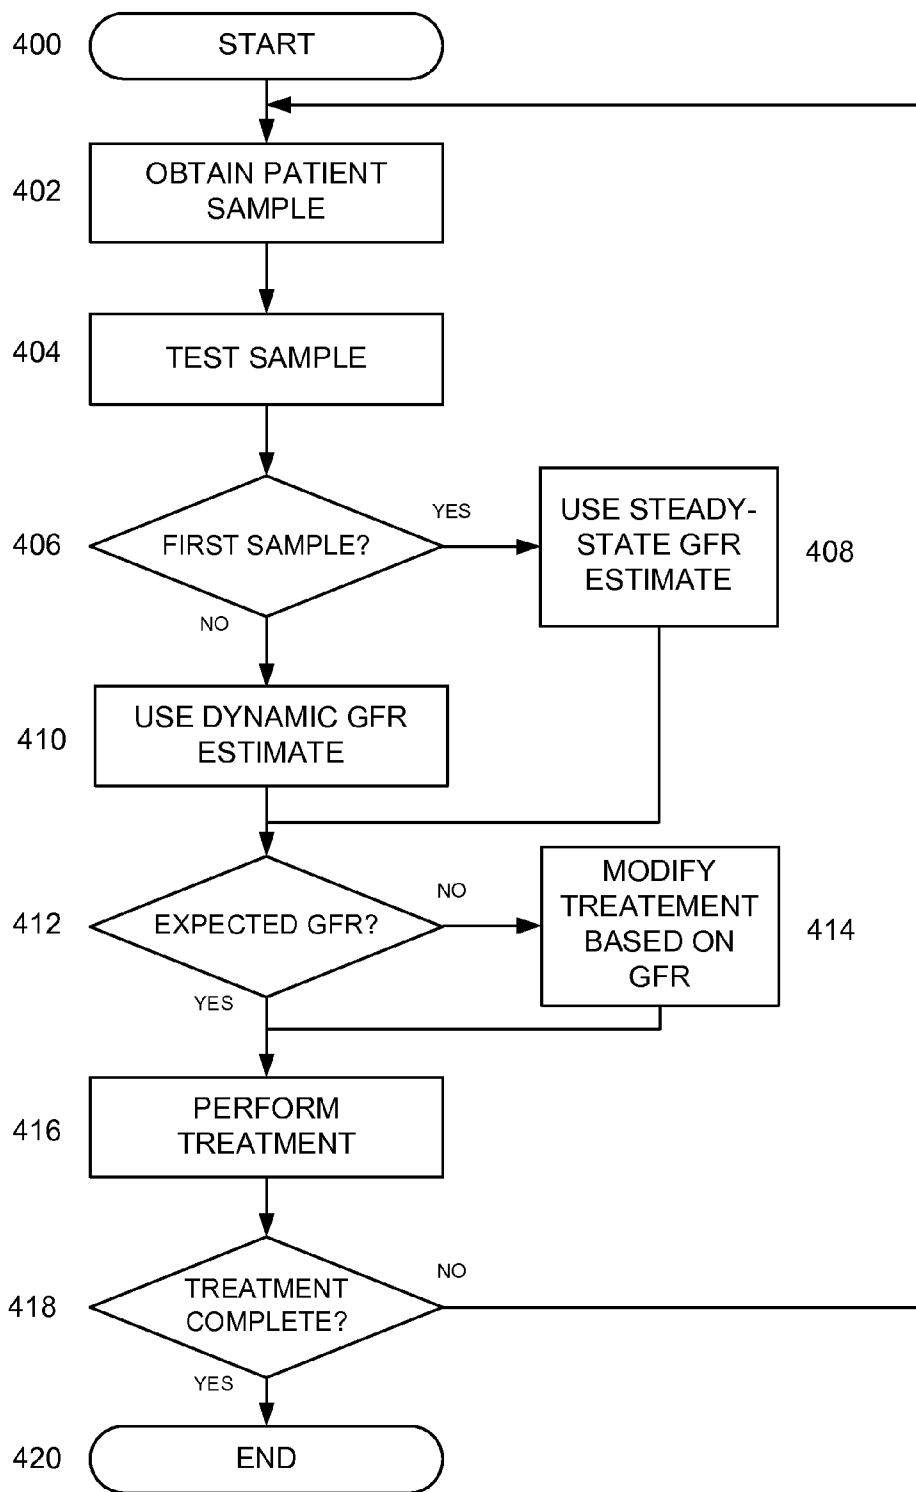 400
START
402
OBTAIN PATIENT
SAMPLE
404
TEST SAMPLE
406
FIRST SAMPLE?
YES
NO
USE STEADY-
STATE GFR
ESTIMATE
408
410
USE DYNAMIC GFR
ESTIMATE
412
EXPECTED GFR?
NO
YES
MODIFY
TREATEMENT
BASED ON
GFR
414
416
PERFORM
TREATMENT
418
TREATMENT
COMPLETE?
NO
YES
420
END